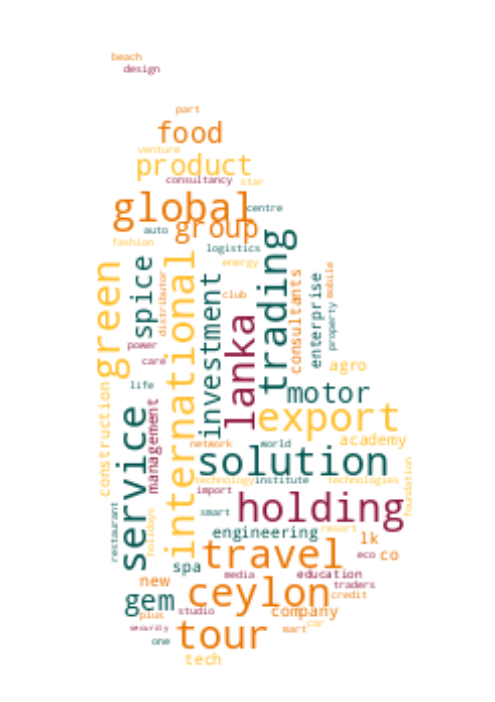 beach
design
part
food
venture
product
consultancy
star
global
centre
group
auto
trading
fashion
logistics
green
spice
distributor
international
energy
investment
consultants
enterprise
mobile
property
club
lanka
power
care
agro
life
motor
construction
management
service
export
network
world
academy
solution
technology
institute
technologies
foundation
import
holding
restaurant
holidays
smart
engineering
resort
travel
lk
eco
co
spa
media
education
new
traders
ceylon
credit
gem
studio
company
plus
car
security
tour
mart
one
tech